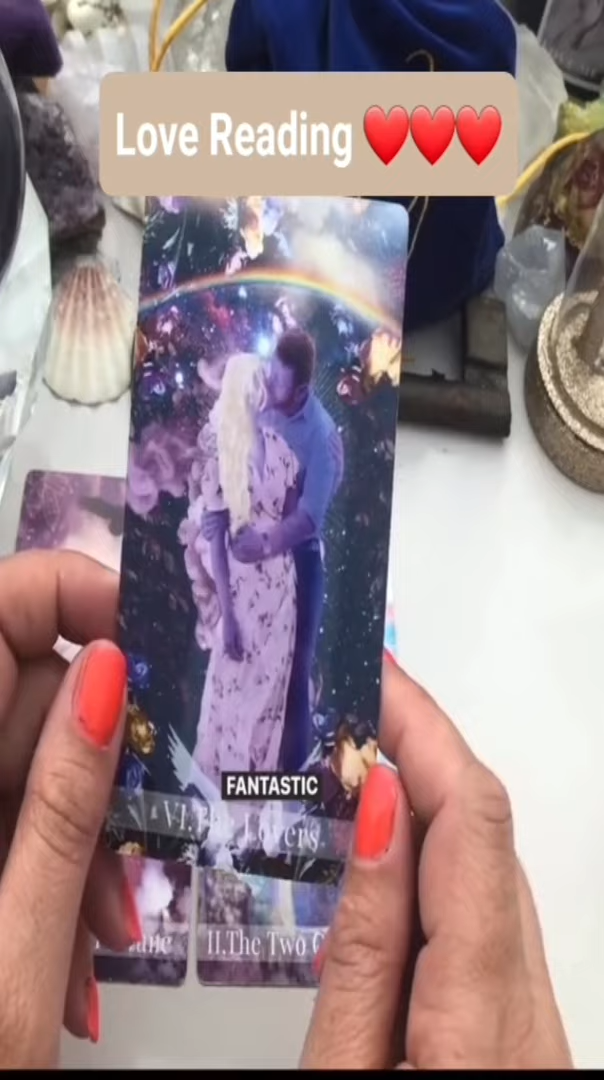 Love Reading ❤️❤️❤️
FANTASTIC
VI.The Lovers
II.The Two